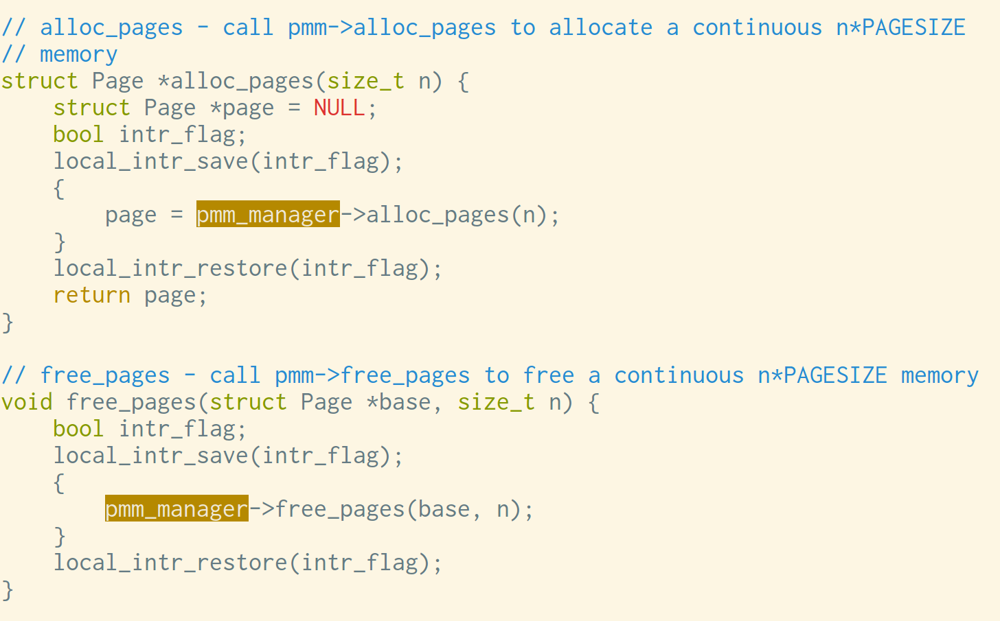 // alloc_pages - call pmm->alloc_pages to allocate a continuous n*PAGESIZE
// memory
struct Page *alloc_pages(size_t n) {
    struct Page *page = NULL;
    bool intr_flag;
    local_intr_save(intr_flag);
    {
        page = pmm_manager->alloc_pages(n);
    }
    local_intr_restore(intr_flag);
    return page;
}

// free_pages - call pmm->free_pages to free a continuous n*PAGESIZE memory
void free_pages(struct Page *base, size_t n) {
    bool intr_flag;
    local_intr_save(intr_flag);
    {
        pmm_manager->free_pages(base, n);
    }
    local_intr_restore(intr_flag);
}